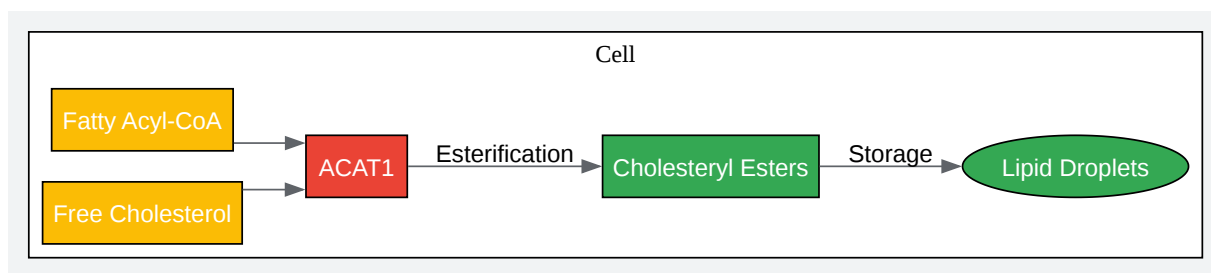 Cell
Fatty Acyl-CoA
Free Cholesterol
ACAT1
Esterification
Cholesteryl Esters
Storage
Lipid Droplets